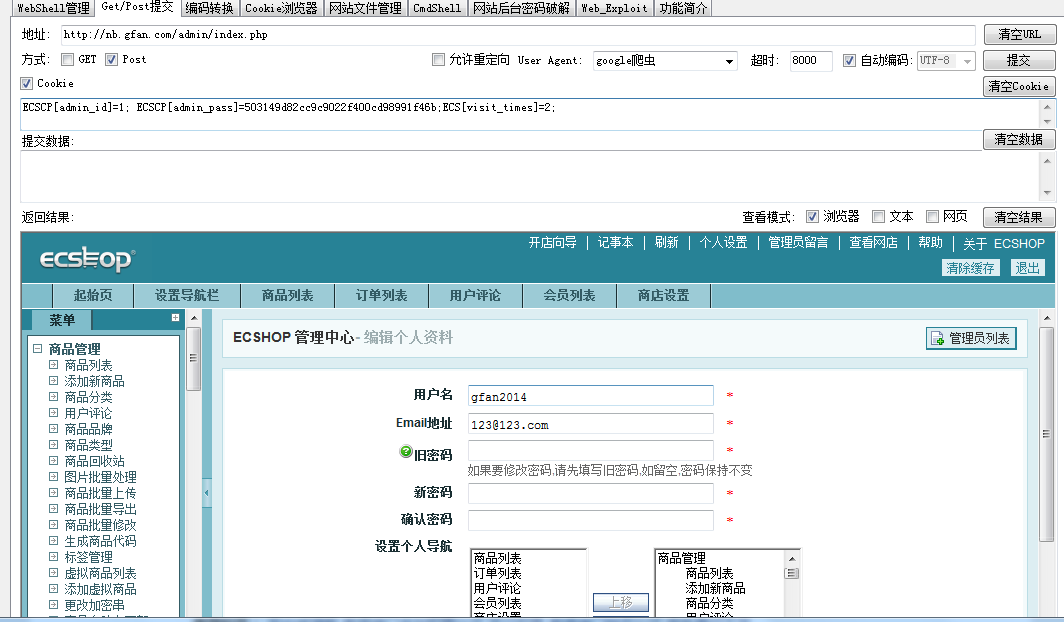 WebShell管理 Get/Post提交 编码转换 Cookie浏览器 网站文件管理 CmdShell 网站后台密码破解 Web_Exploit 功能简介
地址: http://nb.gfan.com/admin/index.php 清空URL
方式: GET Post 允许重定向 User Agent: google爬虫 超时: 8000 自动编码: UTF-8 提交
Cookie 清空Cookie
ECSCP[admin_id]=1; ECSCP[admin_pass]=503149d82cc9c9022f400cd98991f46b;ECS[visit_times]=2;
提交数据: 清空数据
返回结果: 查看模式: 浏览器 文本 网页 清空结果
开店向导 记事本 刷新 个人设置 管理员留言 查看网店 帮助 关于 ECSHOP
ecshop
清除缓存 退出
起始页 设置导航栏 商品列表 订单列表 用户评论 会员列表 商店设置
菜单
ECSHOP 管理中心 - 编辑个人资料 管理员列表
商品管理
商品列表
添加新商品
商品分类
用户评论
商品品牌
商品类型
商品回收站
图片批量处理
商品批量上传
商品批量导出
商品批量修改
生成商品代码
标签管理
虚拟商品列表
添加虚拟商品
更改加密串
用户名 gfan2014 *
Email地址 123@123.com *
旧密码 *
如果要修改密码,请先填写旧密码,如留空,密码保持不变
新密码 *
确认密码 *
设置个人导航
商品列表
订单列表
用户评论
会员列表
商店设置
上移
商品管理
商品列表
添加新商品
商品分类
用户评论